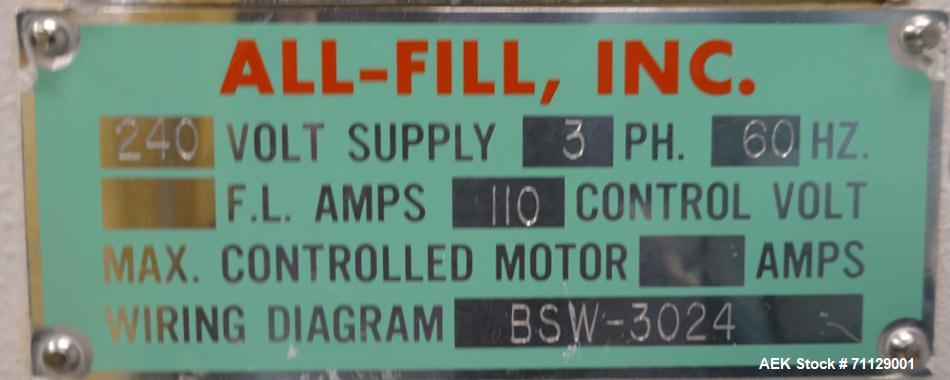 ALL-FILL, INC.
240 VOLT SUPPLY 3 PH. 60 HZ.
F.L. AMPS 110 CONTROL VOLT
MAX. CONTROLLED MOTOR AMPS
WIRING DIAGRAM BSW-3024
AEK Stock # 71129001